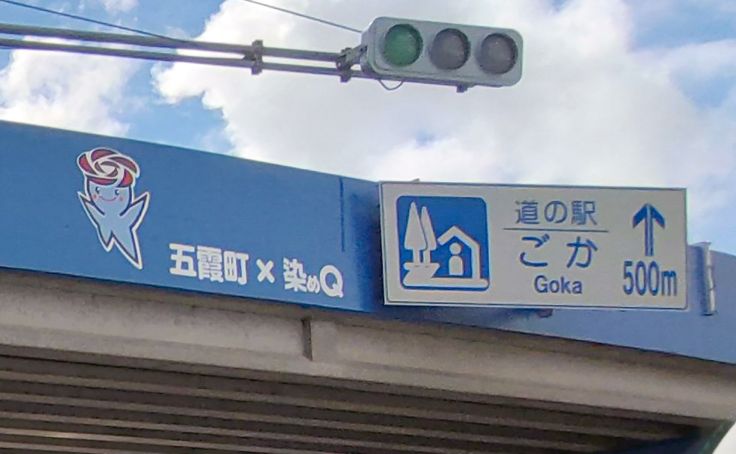 五霞町 × 染めQ
道の駅
ごか
Goka
500m